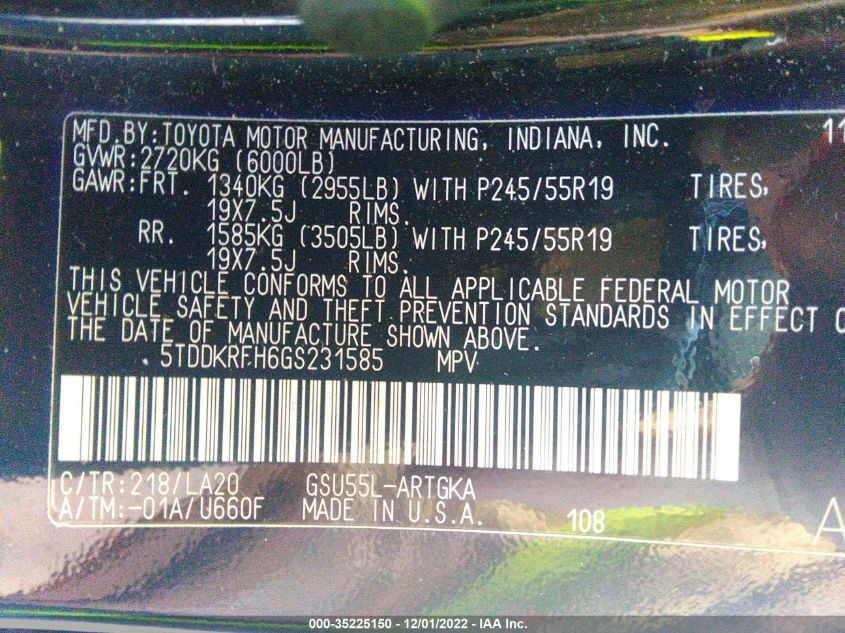 MFD.BY:TOYOTA MOTOR MANUFACTURING, INDIANA, INC. 11
GVWR:2720KG (6000LB)
GAWR:FRT. 1340KG (2955LB) WITH P245/55R19 TIRES,
19X7.5J RIMS.
RR. 1585KG (3505LB) WITH P245/55R19 TIRES,
19X7.5J RIMS.
THIS VEHICLE CONFORMS TO ALL APPLICABLE FEDERAL MOTOR
VEHICLE SAFETY AND THEFT PREVENTION STANDARDS IN EFFECT O
THE DATE OF MANUFACTURE SHOWN ABOVE.
5TDDKRFH6GS231585 MPV
C/TR:218/LA20 GSU55L-ARTGKA
A/TM:-01A/U660F MADE IN U.S.A. 108 A
000-35225150 - 12/01/2022 - IAA Inc.